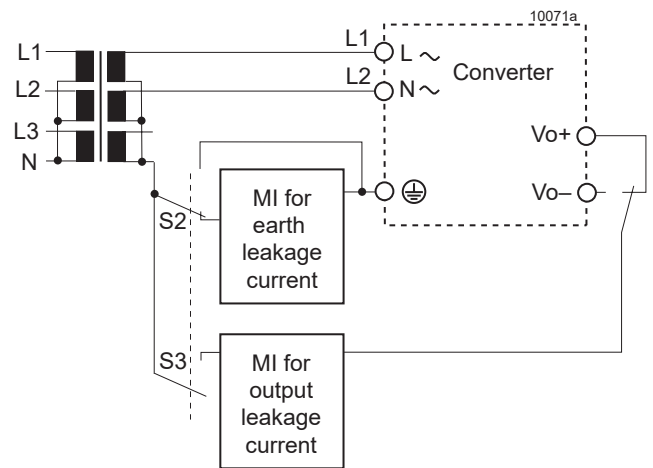 10071a
L1
L1
L ~
Converter
L2
L2
N ~
L3
N
Vo+
Vo–
S2
MI for
earth
leakage
current
S3
MI for
output
leakage
current